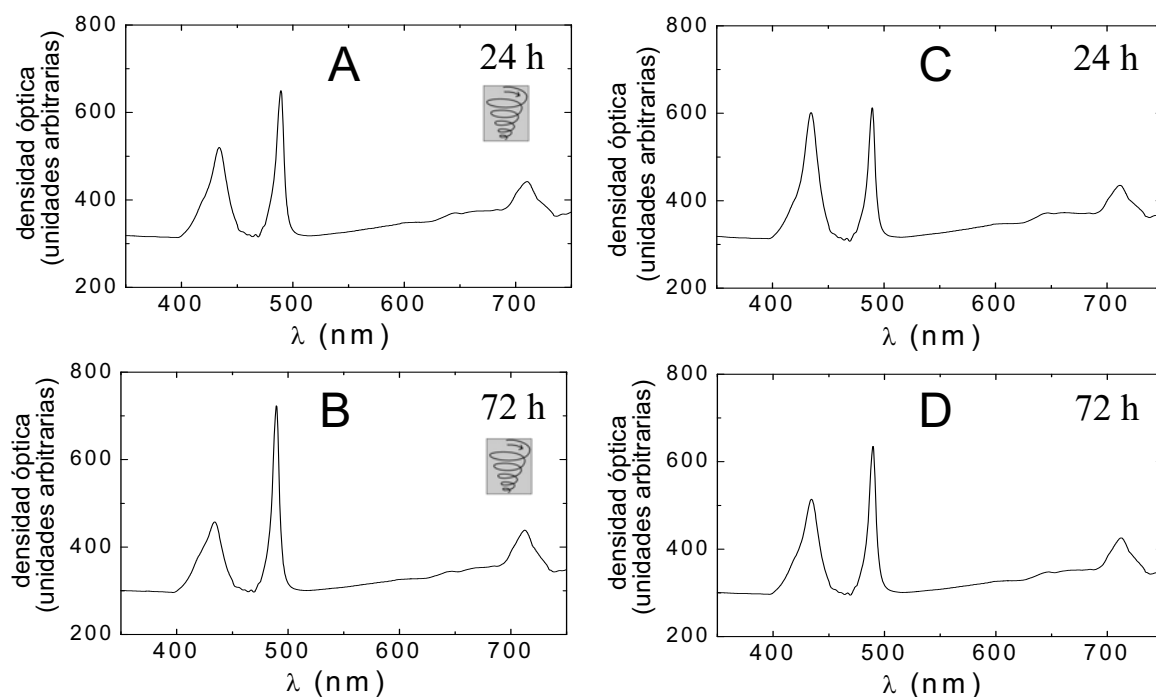 800
600
400
200
densidad óptica
(unidades arbitrarias)
A
24 h
400 500 600 700
λ (nm)
800
600
400
200
densidad óptica
(unidades arbitrarias)
C
24 h
400 500 600 700
λ (nm)
800
600
400
200
densidad óptica
(unidades arbitrarias)
B
72 h
400 500 600 700
λ (nm)
800
600
400
200
densidad óptica
(unidades arbitrarias)
D
72 h
400 500 600 700
λ (nm)